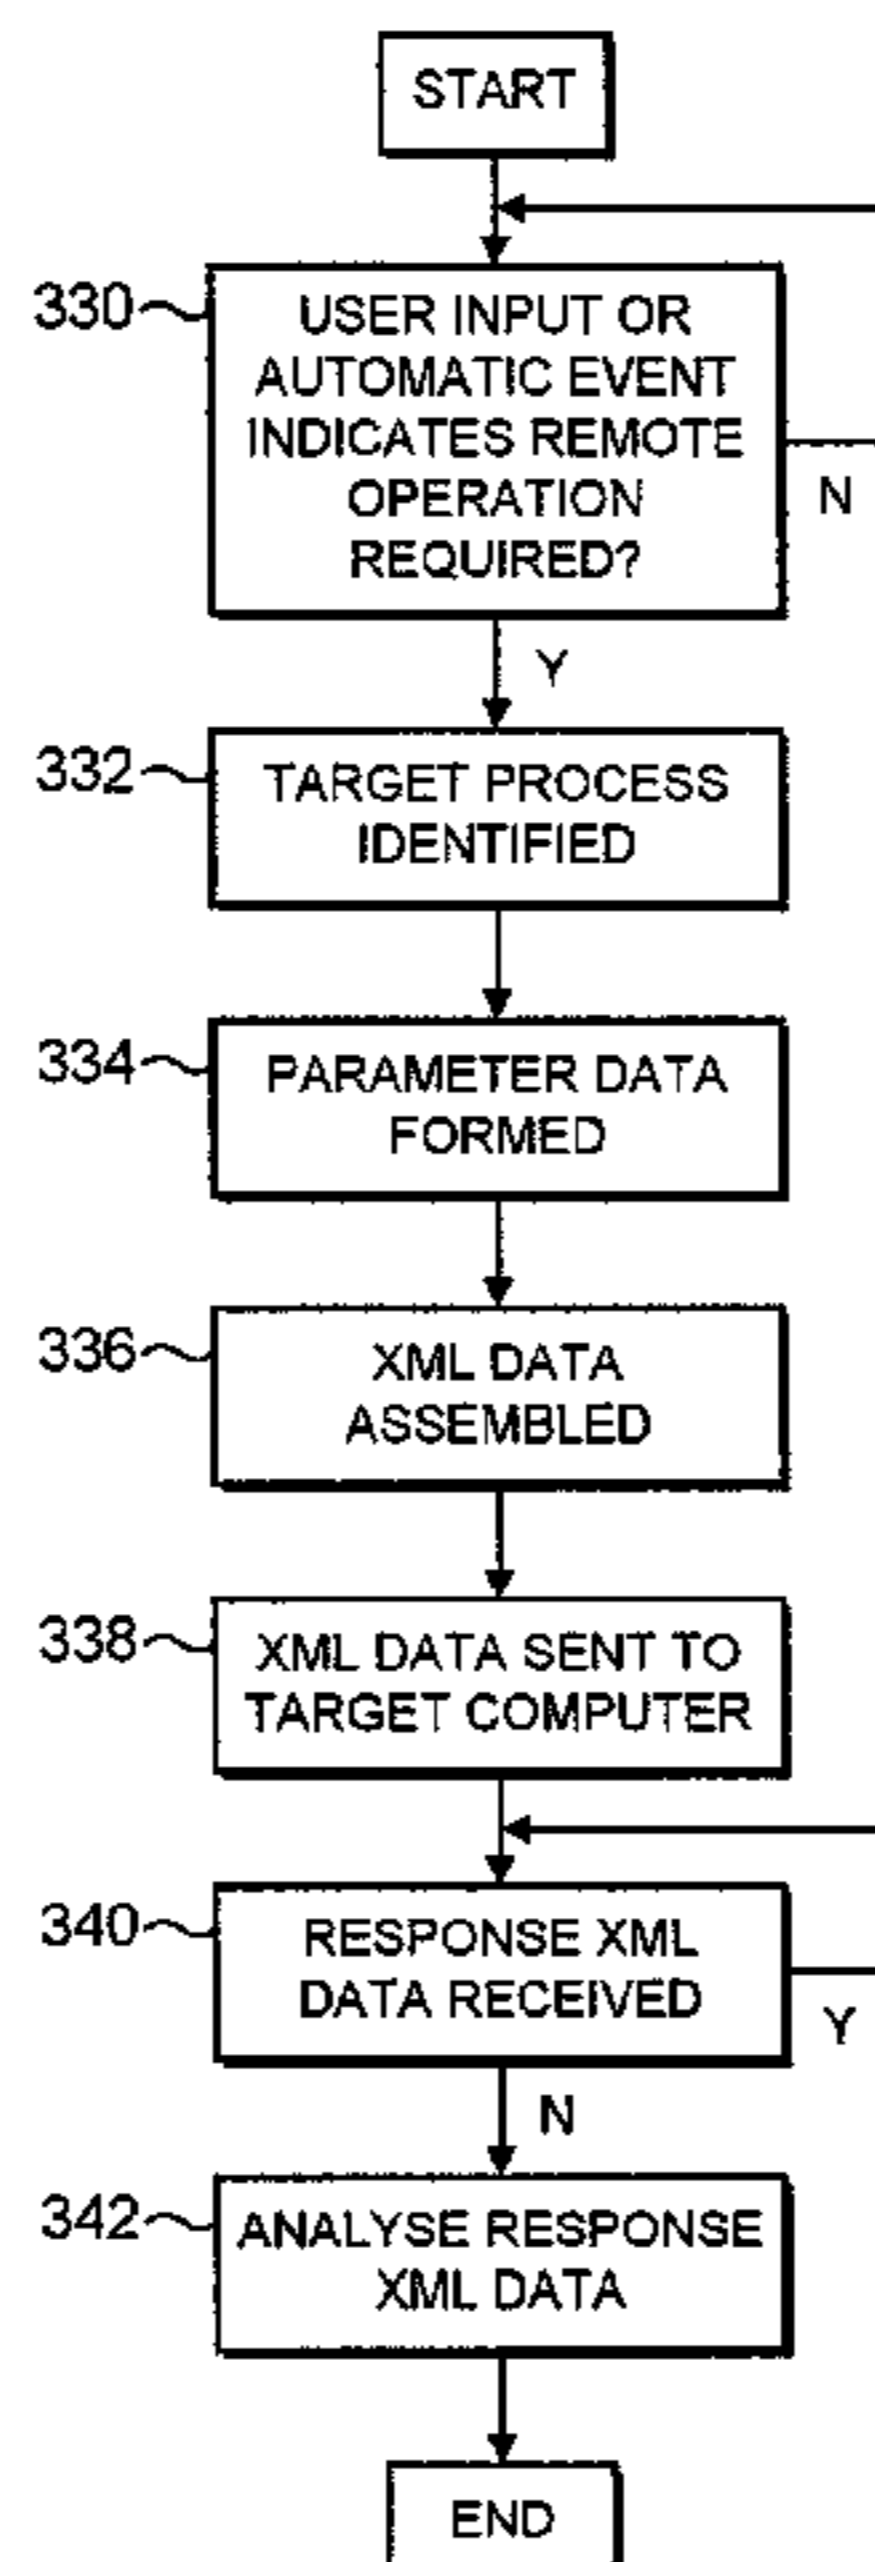 START
330
USER INPUT OR
AUTOMATIC EVENT
INDICATES REMOTE
OPERATION
REQUIRED?
N
Y
332
TARGET PROCESS
IDENTIFIED
334
PARAMETER DATA
FORMED
336
XML DATA
ASSEMBLED
338
XML DATA SENT TO
TARGET COMPUTER
340
RESPONSE XML
DATA RECEIVED
Y
N
342
ANALYSE RESPONSE
XML DATA
END